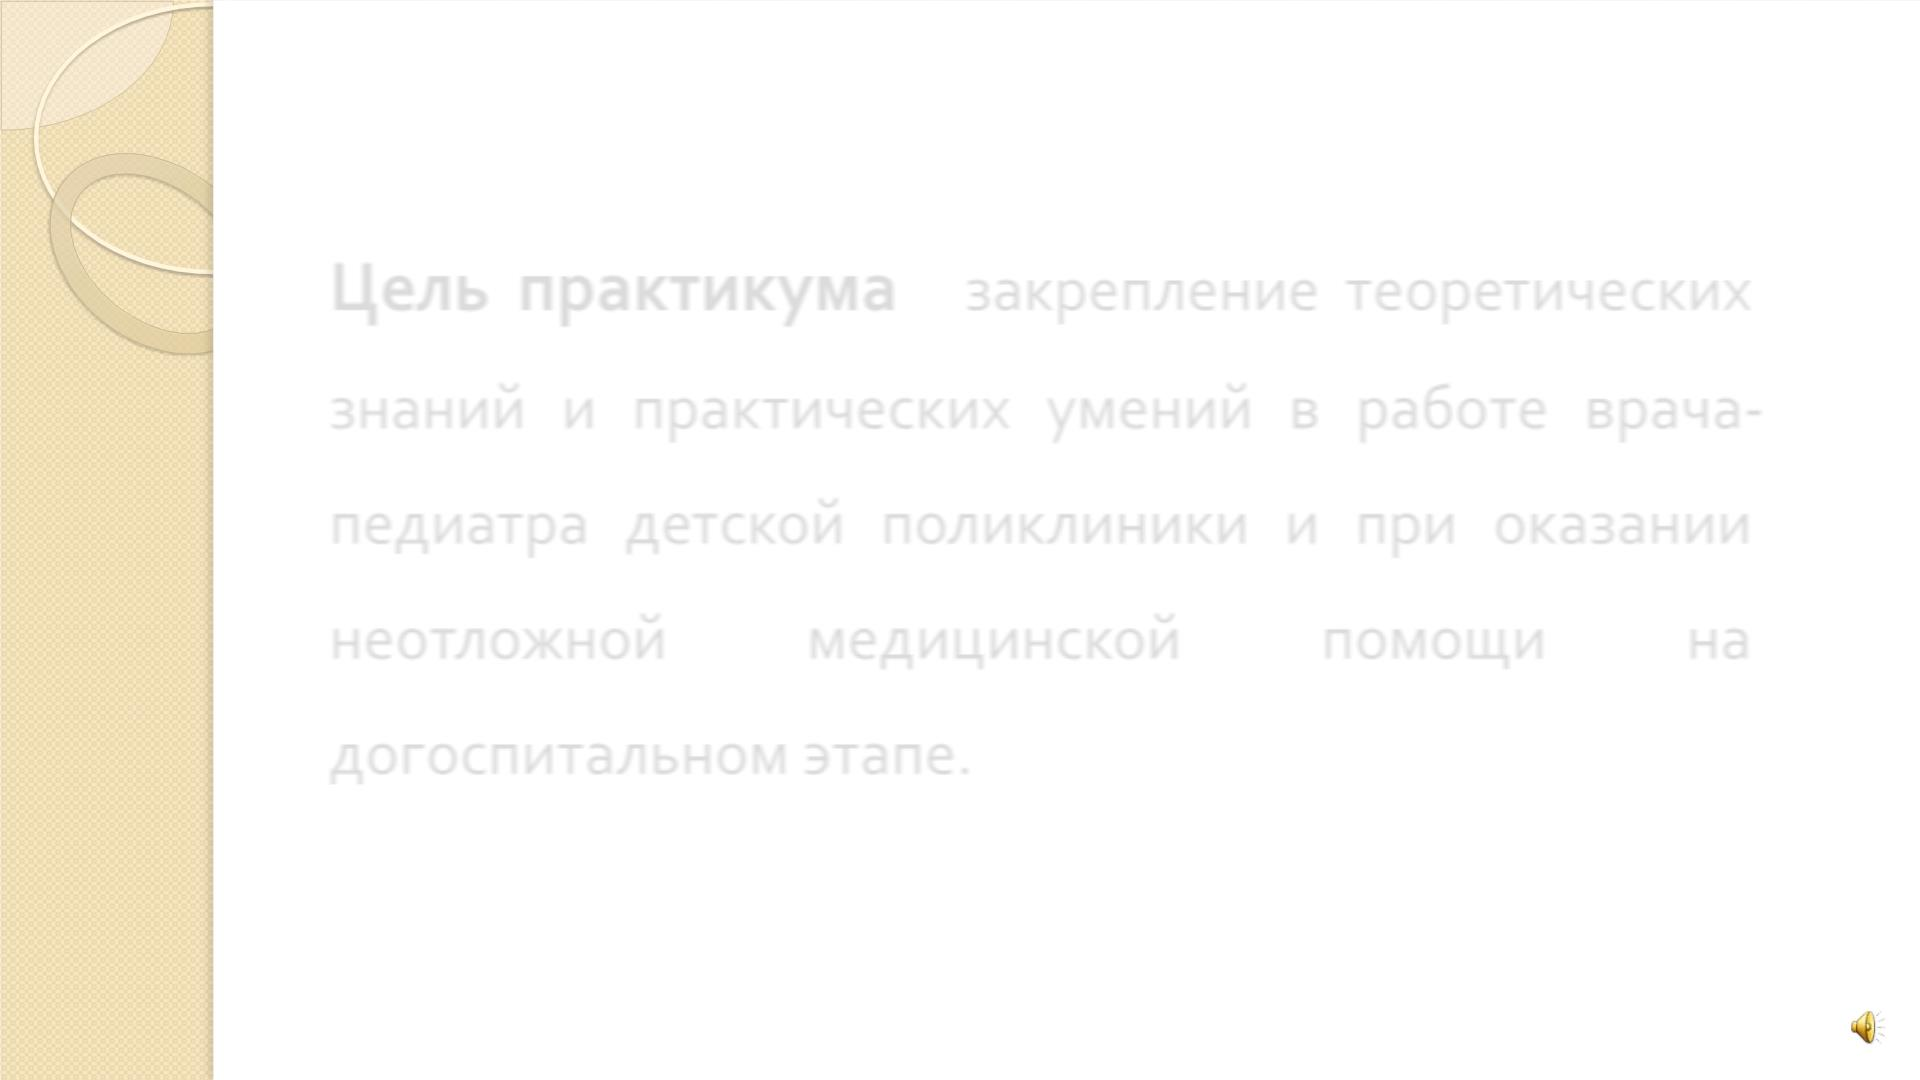 Цель практикума закрепление теоретических
знаний и практических умений в работе врача-
педиатра детской поликлиники и при оказании
неотложной медицинской помощи на
догоспитальном этапе.